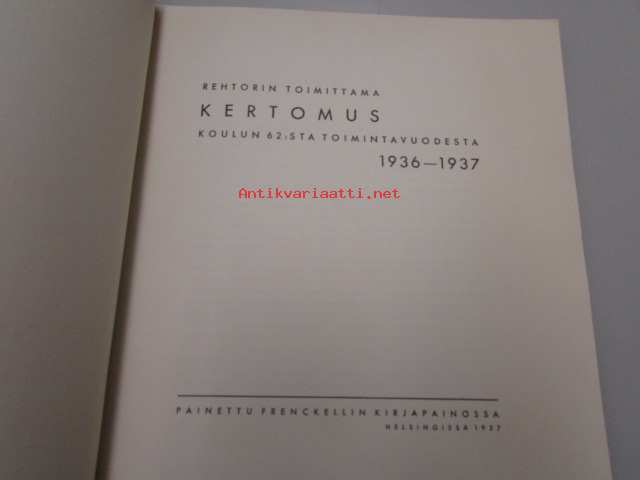 REHTORIN TOIMITTAMA
KERTOMUS
KOULUN 62:STA TOIMINTAVUODESTA
1936—1937
Antikvariaatti.net
PAINETTU FRENCKELLIN KIRJAPAINOSSA
HELSINGISSÄ 1937